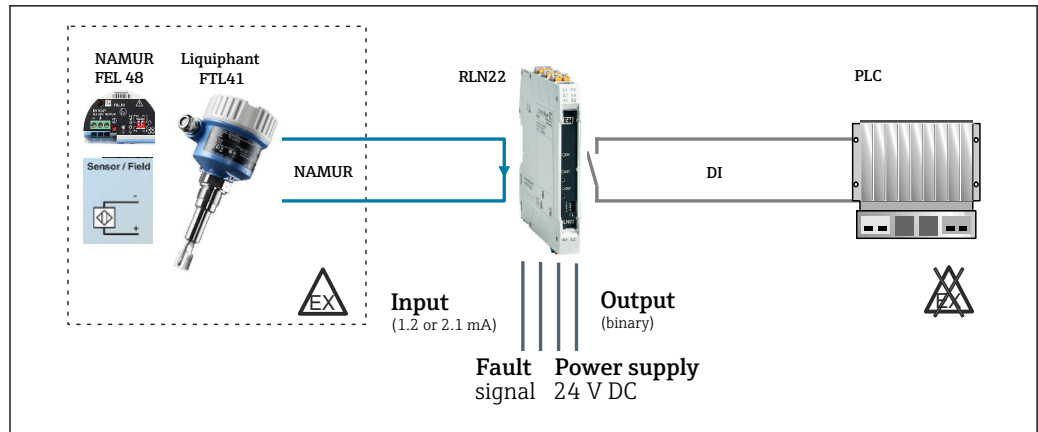 NAMUR
FEL 48
Liquiphant
FTL41
Sensor / Field
-
+
EX
NAMUR
RLN22
RLN22
DI
PLC
EX
Input
(1.2 or 2.1 mA)
Output
(binary)
Fault
signal
Power supply
24 V DC